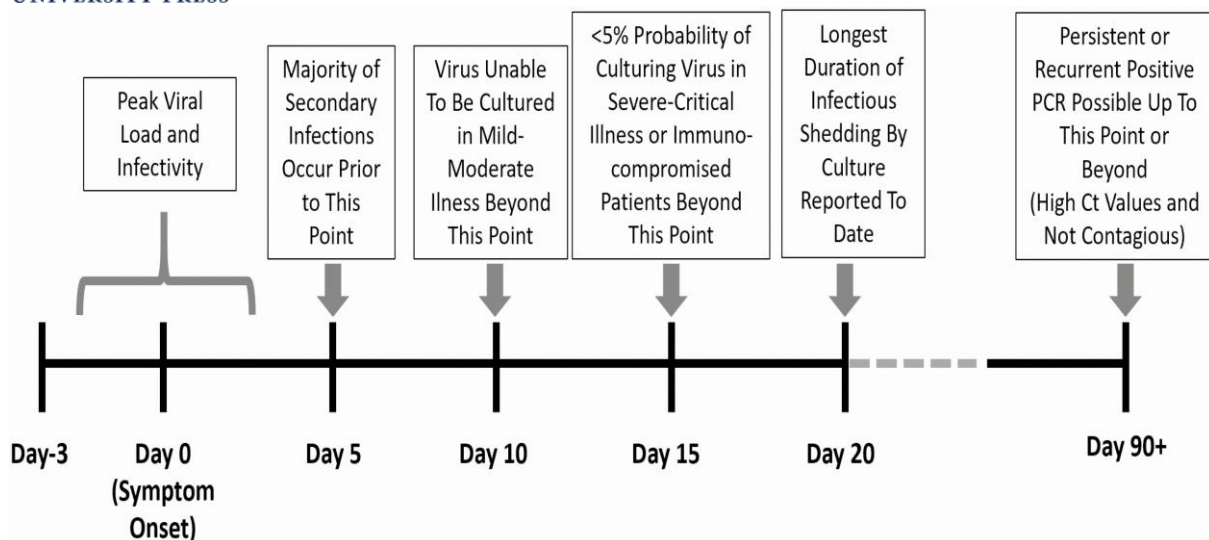 UNIVERSITY PRESS
Peak Viral
Load and
Infectivity
Majority of
Secondary
Infections
Occur Prior
to This
Point
Virus Unable
To Be Cultured
in Mild-
Moderate
Ilness Beyond
This Point
<5% Probability of
Culturing Virus in
Severe-Critical
Illness or Immuno-
compromised
Patients Beyond
This Point
Longest
Duration of
Infectious
Shedding By
Culture
Reported To
Date
Persistent or
Recurrent Positive
PCR Possible Up To
This Point or
Beyond
(High Ct Values and
Not Contagious)
Day-3
Day 0
(Symptom
Onset)
Day 5
Day 10
Day 15
Day 20
Day 90+